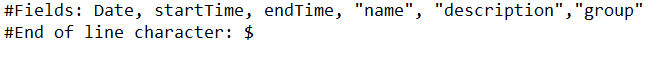 #Fields: Date, startTime, endTime, "name", "description","group"
#End of line character: $